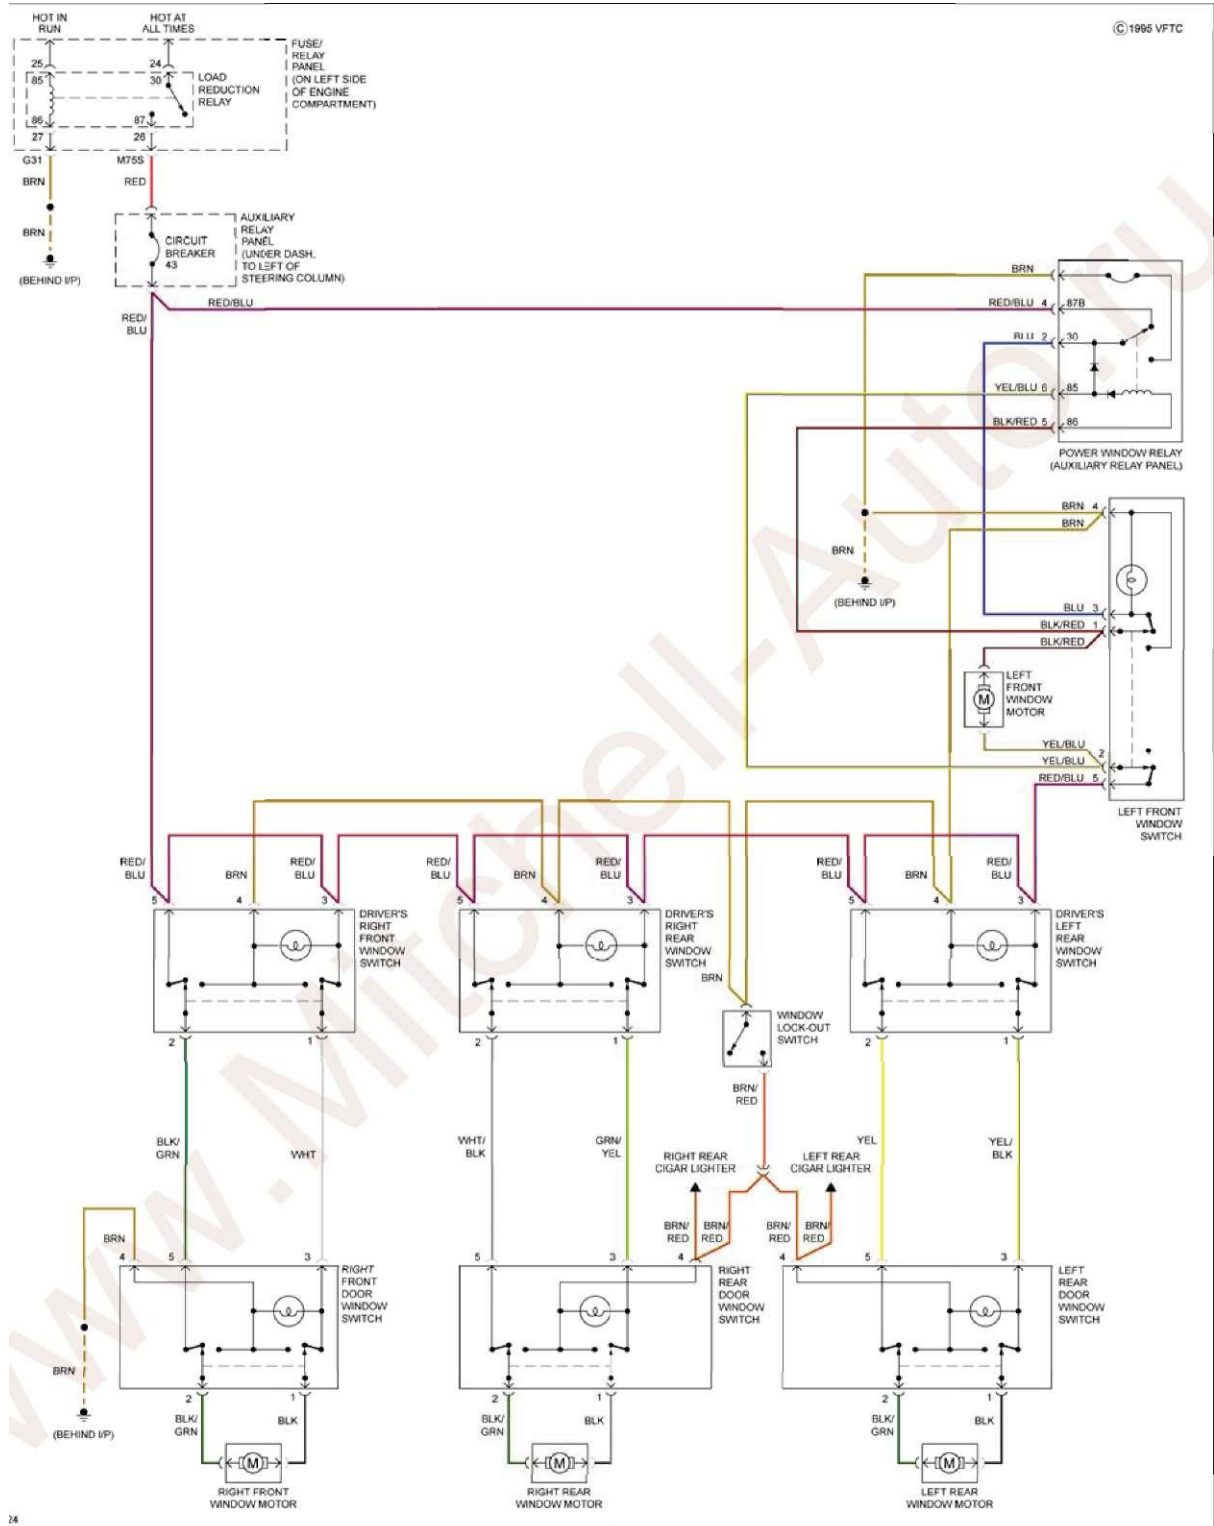 HOT IN
RUN
HOT AT
ALL TIMES
© 1995 VFTC
FUSE/
RELAY
PANEL
(ON LEFT SIDE
OF ENGINE
COMPARTMENT)
25
24
85
30
LOAD
REDUCTION
RELAY
86
87
27
26
G31
M75S
BRN
RED
BRN
(BEHIND I/P)
CIRCUIT
BREAKER
43
AUXILIARY
RELAY
PANEL
(UNDER DASH,
TO LEFT OF
STEERING COLUMN)
RED/BLU
RED/
BLU
BRN
RED/BLU 4
87B
BLU 2
30
YEL/BLU 6
85
BLK/RED 5
86
POWER WINDOW RELAY
(AUXILIARY RELAY PANEL)
BRN 4
BRN
BRN
(BEHIND I/P)
BLU 3
BLK/RED 1
BLK/RED
LEFT
FRONT
WINDOW
MOTOR
M
YEL/BLU
2
YEL/BLU
RED/BLU 5
LEFT FRONT
WINDOW
SWITCH
RED/
BLU
BRN
RED/
BLU
RED/
BLU
BRN
RED/
BLU
RED/
BLU
BRN
RED/
BLU
5
4
3
5
4
3
5
4
3
DRIVER'S
RIGHT
FRONT
WINDOW
SWITCH
DRIVER'S
RIGHT
REAR
WINDOW
SWITCH
DRIVER'S
LEFT
REAR
WINDOW
SWITCH
BRN
WINDOW
LOCK-OUT
SWITCH
2
1
2
1
2
1
BRN/
RED
BLK/
GRN
WHT
WHT/
BLK
GRN/
YEL
YEL
YEL/
BLK
RIGHT REAR
CIGAR LIGHTER
LEFT REAR
CIGAR LIGHTER
BRN/
RED
BRN/
RED
BRN/
RED
BRN/
RED
BRN
4
5
3
5
3
4
4
5
3
RIGHT
FRONT
DOOR
WINDOW
SWITCH
RIGHT
REAR
DOOR
WINDOW
SWITCH
LEFT
REAR
DOOR
WINDOW
SWITCH
BRN
(BEHIND I/P)
2
1
2
1
2
1
BLK/
GRN
BLK
BLK/
GRN
BLK
BLK/
GRN
BLK
M
M
M
RIGHT FRONT
WINDOW MOTOR
RIGHT REAR
WINDOW MOTOR
LEFT REAR
WINDOW MOTOR
24
www.Mitchell-Auto.ru